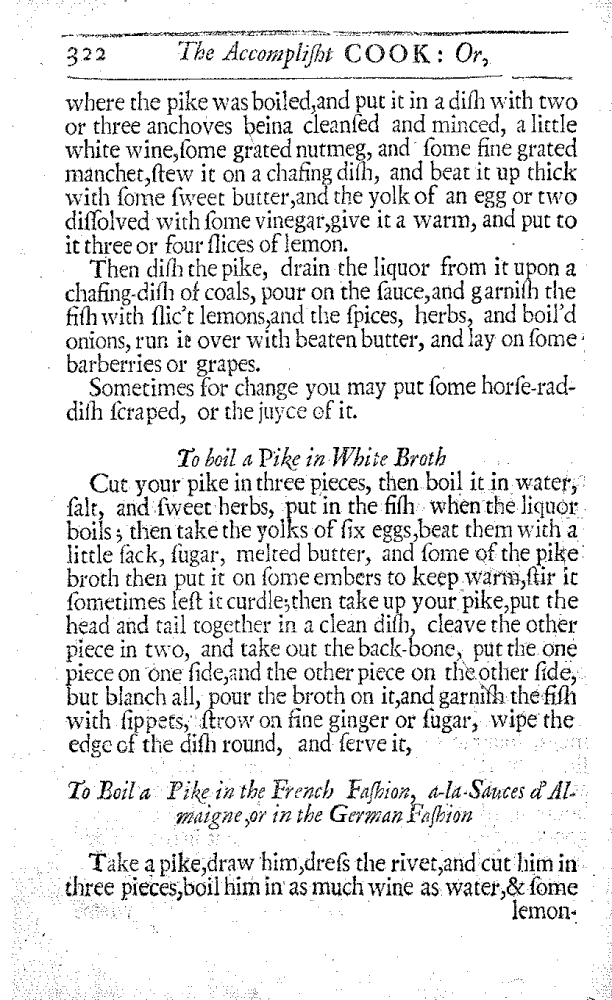 322 The Accompliſht COOK: Or,
where the pike was boiled,and put it in a diſh with two
or three anchoves beina cleanſed and minced, a little
white wine,ſome grated nutmeg, and ſome fine grated
manchet,ſtew it on a chafing diſh, and beat it up thick
with ſome ſweet butter,and the yolk of an egg or two
diſſolved with ſome vinegar,give it a warm, and put to
it three or four ſlices of lemon.
Then diſh the pike, drain the liquor from it upon a
chafing-diſh of coals, pour on the ſauce,and garniſh the
fiſh with ſlic't lemons,and the ſpices, herbs, and boil'd
onions, run it over with beaten butter, and lay on ſome
barberries or grapes.
Sometimes for change you may put ſome horſe-rad-
diſh ſcraped, or the juyce of it.
To boil a Pike in White Broth
Cut your pike in three pieces, then boil it in water,
ſalt, and ſweet herbs, put in the fiſh when the liquor
boils; then take the yolks of ſix eggs,beat them with a
little ſack, ſugar, melted butter, and ſome of the pike
broth then put it on ſome embers to keep warm,ſtir it
ſometimes leſt it curdle;then take up your pike,put the
head and tail together in a clean diſh, cleave the other
piece in two, and take out the back-bone, put the one
piece on one ſide,and the other piece on the other ſide,
but blanch all, pour the broth on it,and garniſh the fiſh
with ſippets, ſtrow on fine ginger or ſugar, wipe the
edge of the diſh round, and ſerve it,
To Boil a Pike in the French Faſhion, a-la-Sauces d'Al-
maigne,or in the German Faſhion
Take a pike,draw him,dreſs the rivet,and cut him in
three pieces,boil him in as much wine as water,& ſome
lemon-